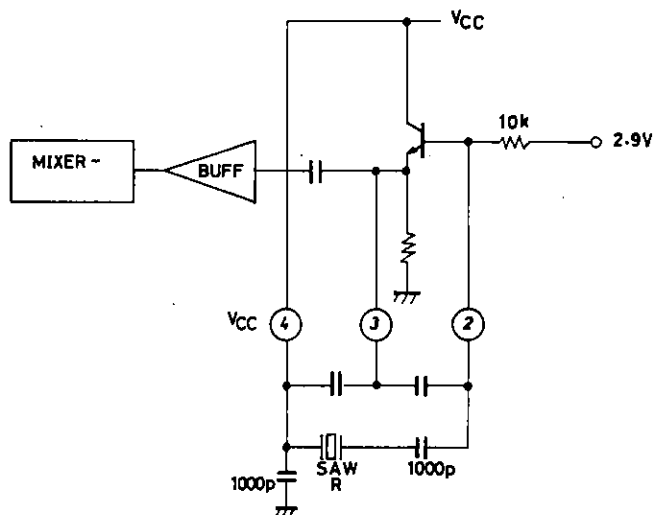 VCC
10k
2.9V
MIXER ~
BUFF
VCC
4
3
2
1000p
SAW
R
1000p